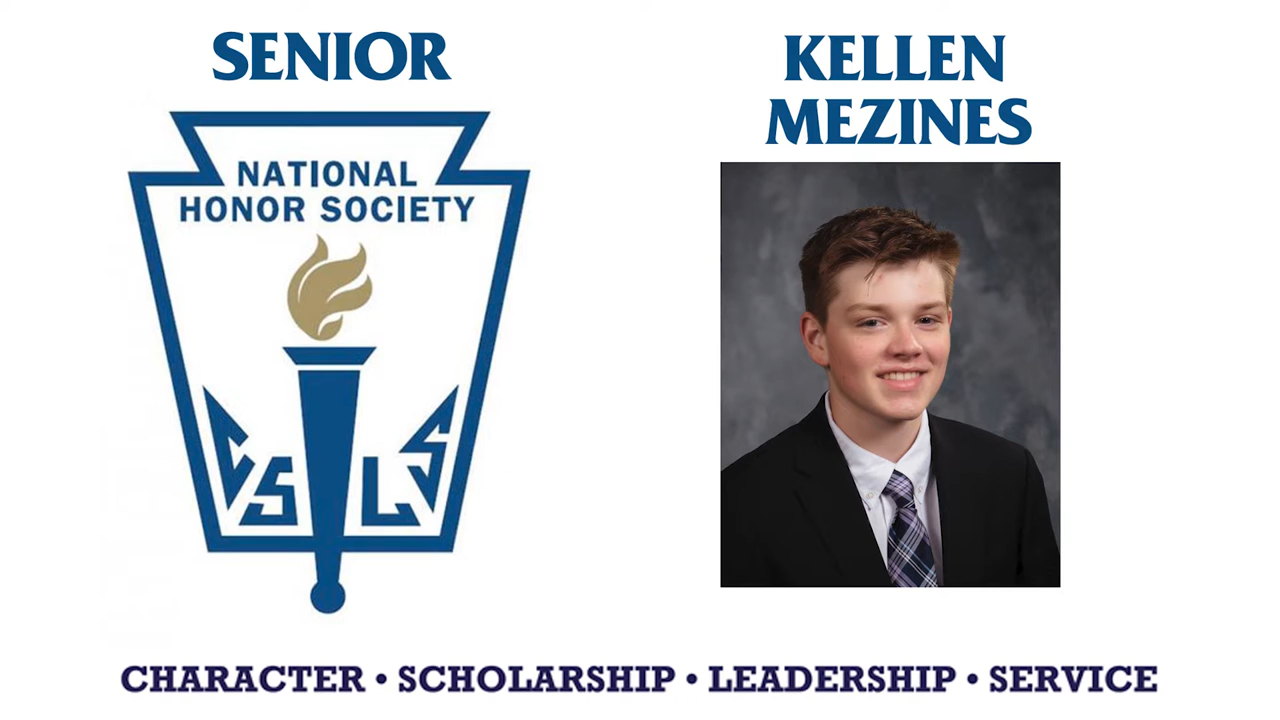 SENIOR
NATIONAL
HONOR SOCIETY
C S L S
KELLEN
MEZINES
CHARACTER • SCHOLARSHIP • LEADERSHIP • SERVICE